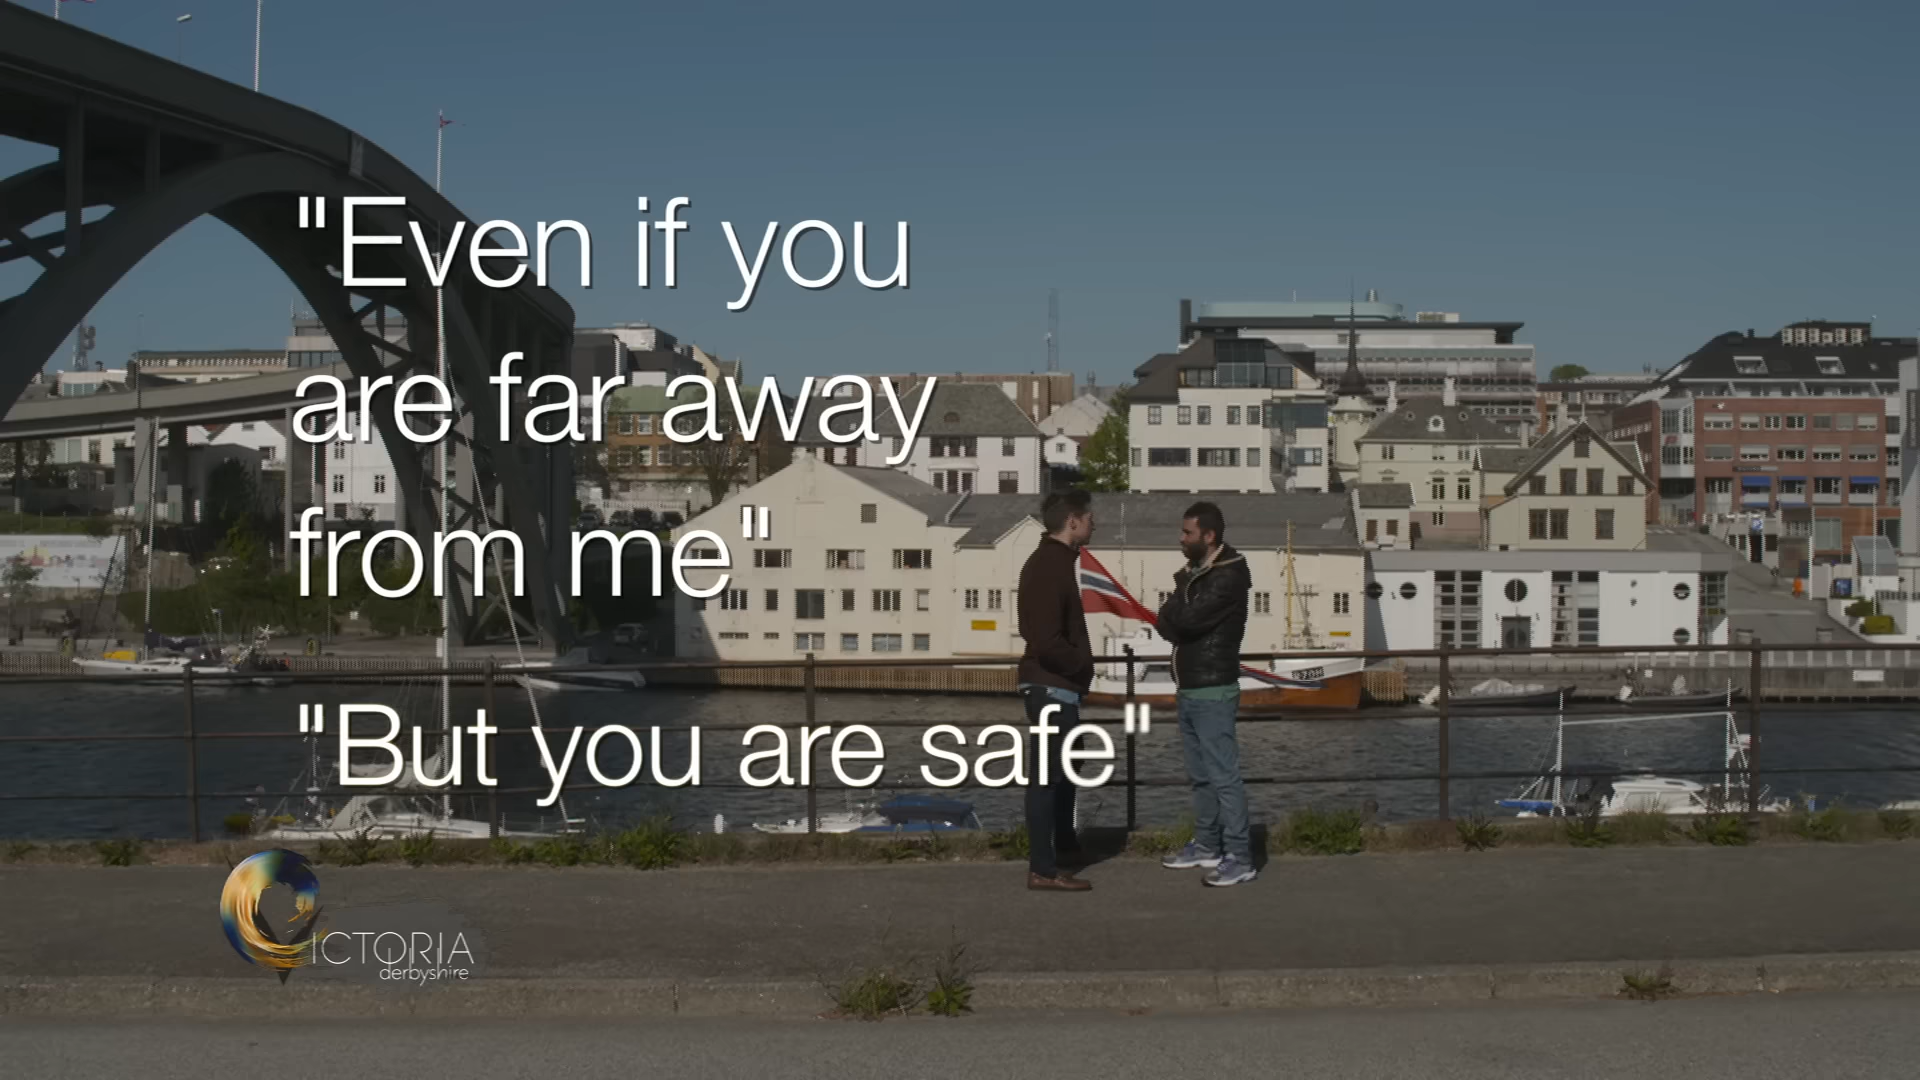 "Even if you
are far away
from me"
"But you are safe"
VICTORIA
derbyshire